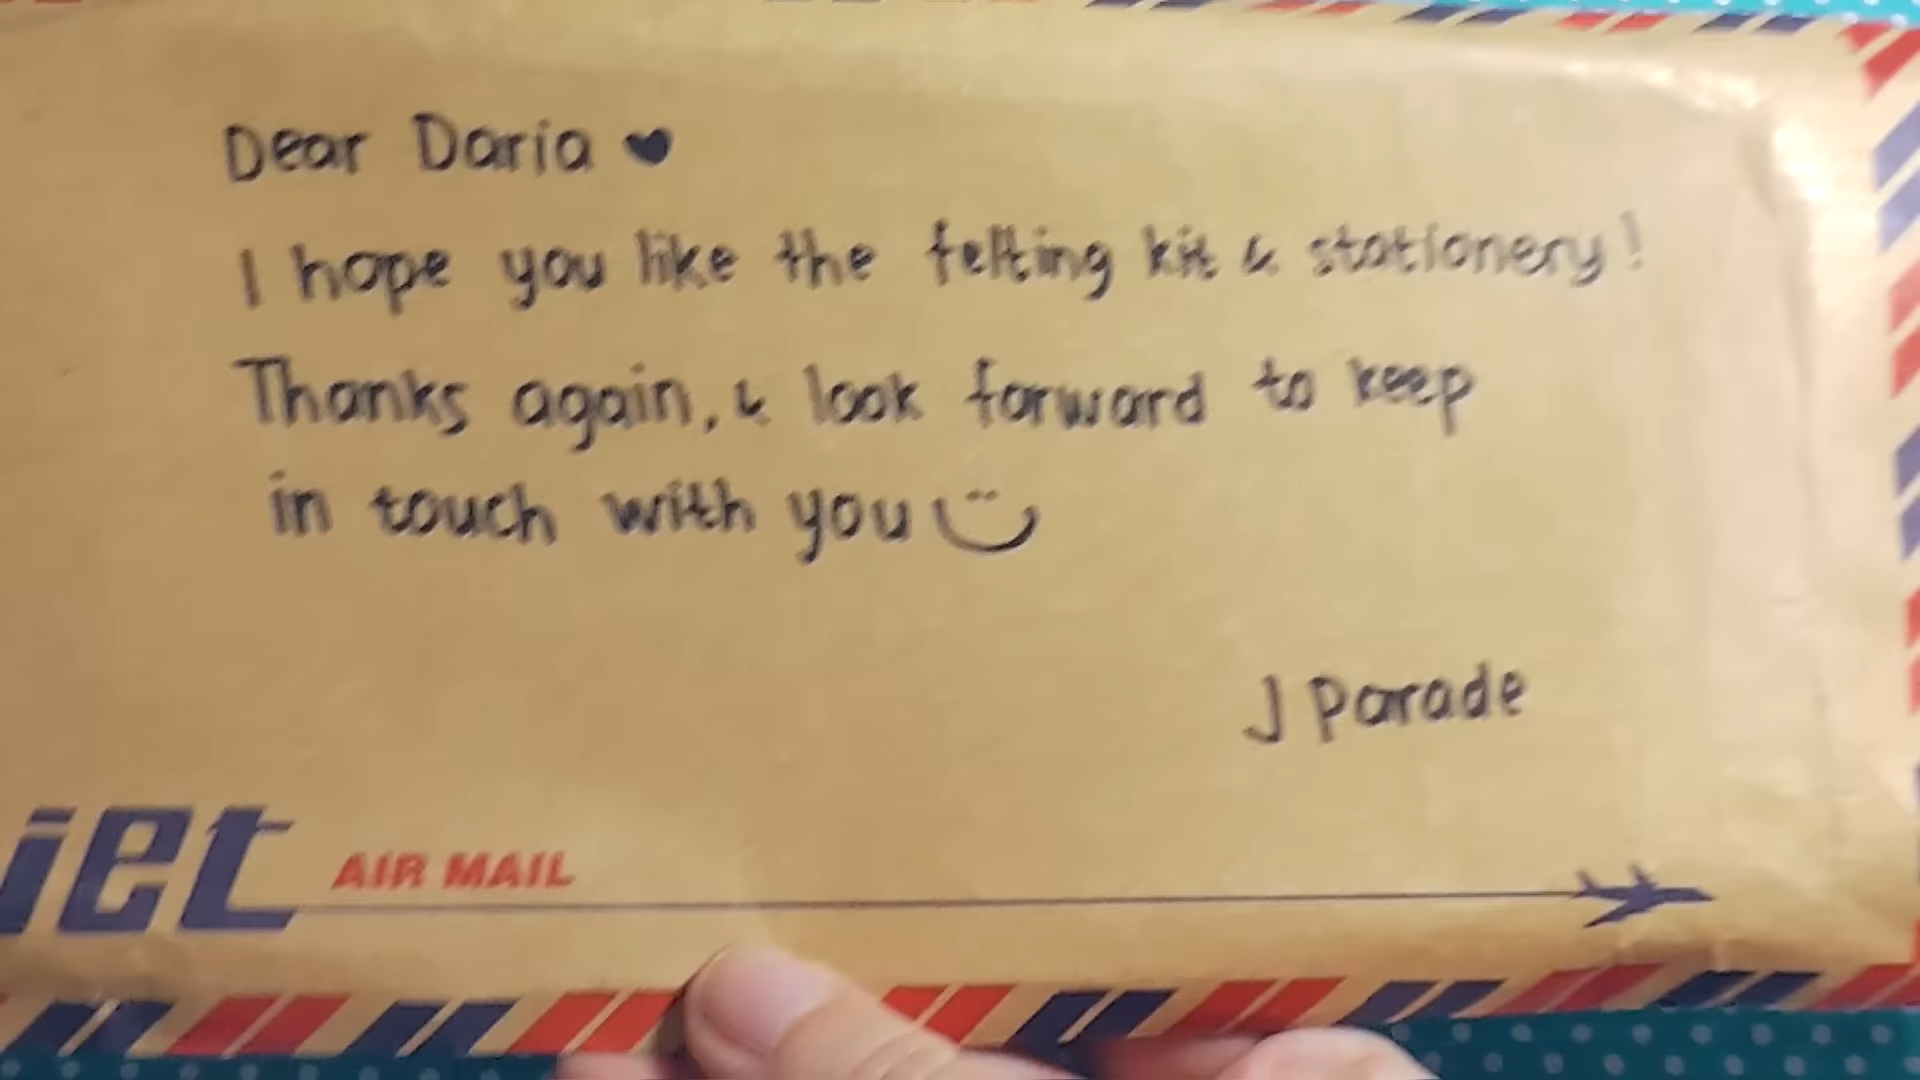 Dear Daria ♥
I hope you like the felting kit & stationery!
Thanks again, & look forward to keep
in touch with you
J Parade
jet AIR MAIL